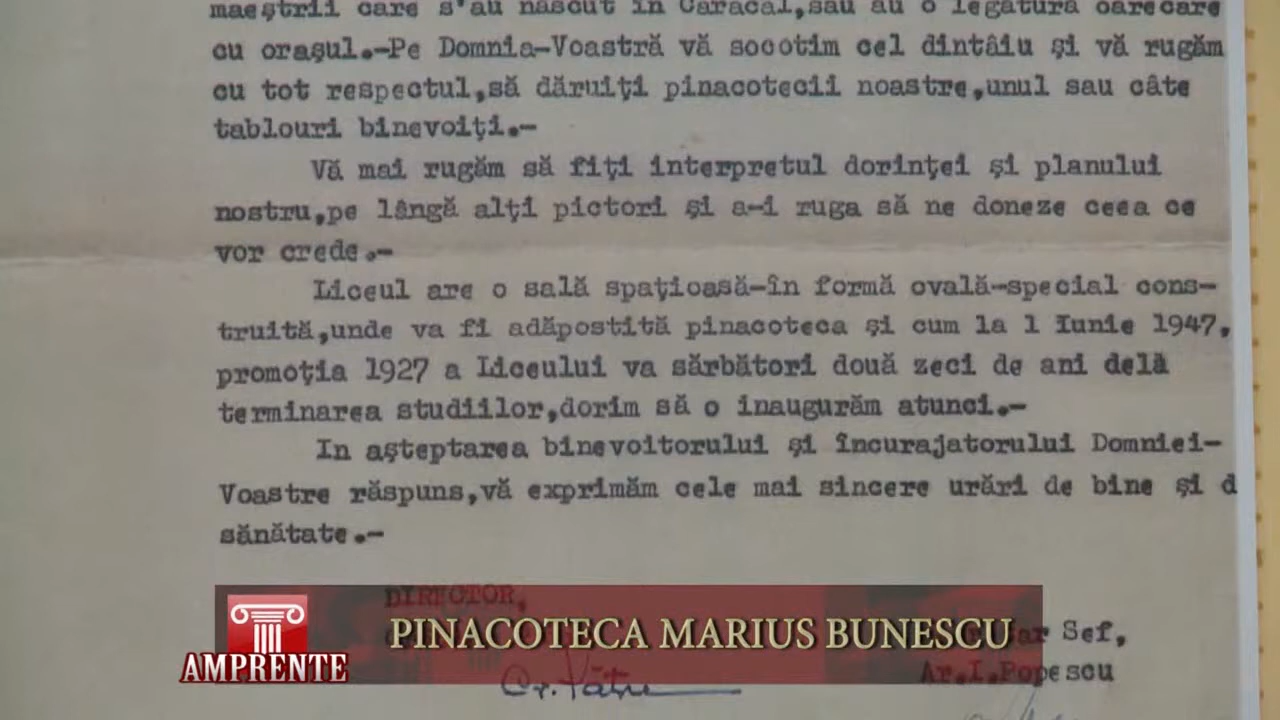 maeștrii care s'au născut în Caracal,sau au o legătură oarecare
cu orașul.-Pe Domnia-Voastră vă socotim cel dintâiu și vă rugăm
cu tot respectul,să dăruiți pinacotecii noastre,unul sau câte
tablouri binevoiți.-
Vă mai rugăm să fiți interpretul dorinței și planului
nostru,pe lângă alți pictori și a-i ruga să ne doneze ceea ce
vor crede.-
Liceul are o sală spațioasă-în formă ovală-special cons-
truită,unde va fi adăpostită pinacoteca și cum la 1 Iunie 1947,
promoția 1927 a Liceului va sărbători două zeci de ani delà
terminarea studiilor,dorim să o inaugurăm atunci.-
In așteptarea binevoitorului și încurajatorului Domniei-
Voastre răspuns,vă exprimăm cele mai sincere urări de bine și d
sănătate.-
DIRECTOR,
PINACOTECA MARIUS BUNESCU
Sef,
AMPRENTE
Ar.I.Popescu